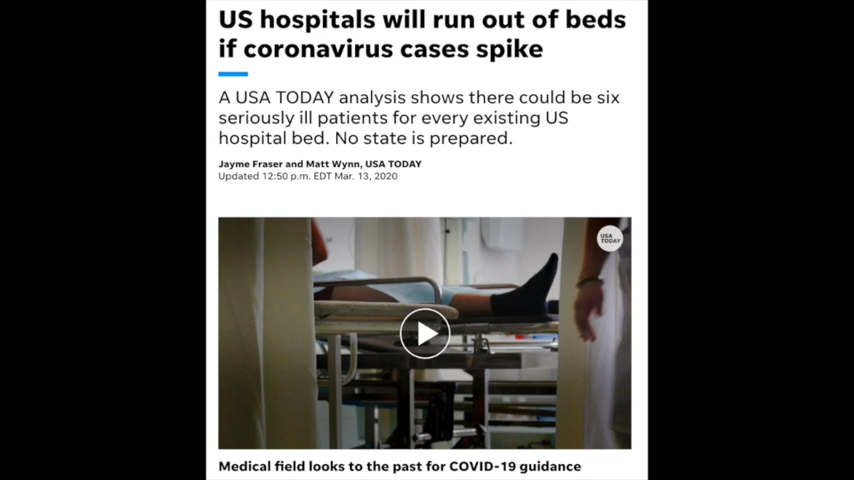 US hospitals will run out of beds
if coronavirus cases spike
A USA TODAY analysis shows there could be six
seriously ill patients for every existing US
hospital bed. No state is prepared.
Jayme Fraser and Matt Wynn, USA TODAY
Updated 12:50 p.m. EDT Mar. 13, 2020
USA
TODAY
Medical field looks to the past for COVID-19 guidance